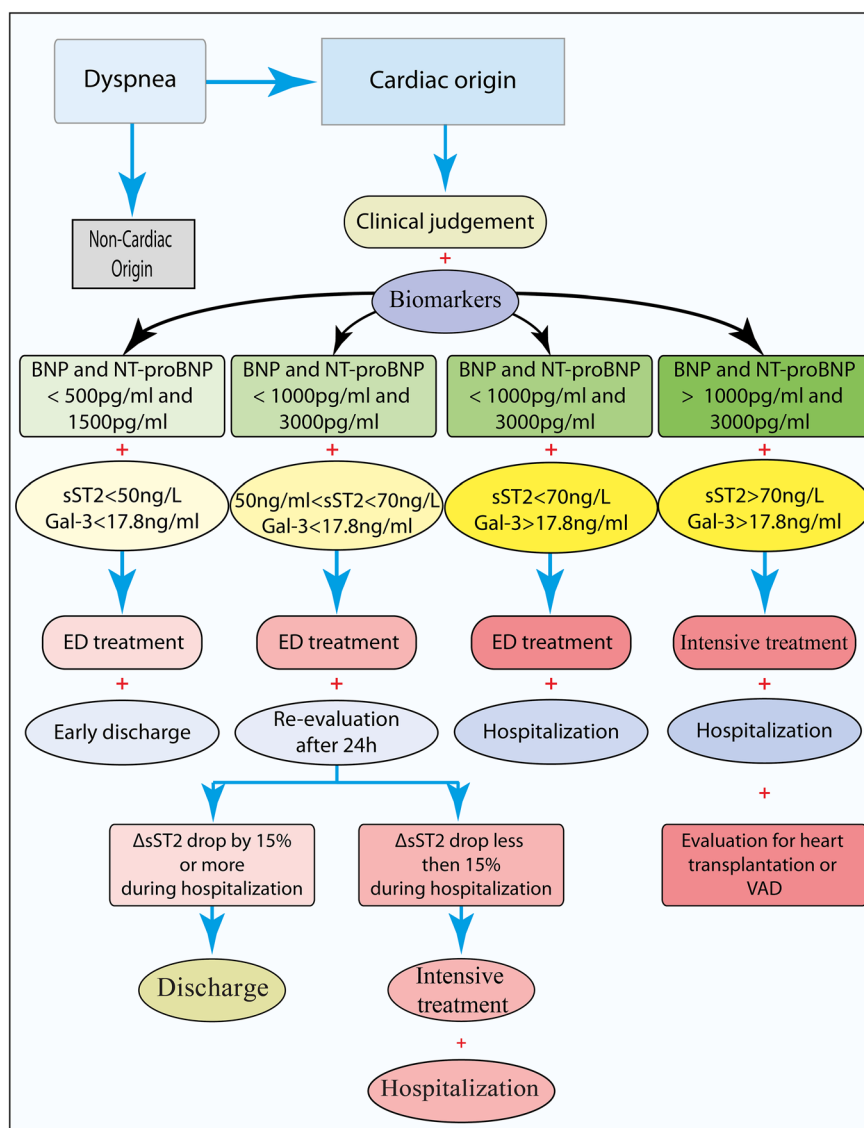 Dyspnea
Cardiac origin
Non-Cardiac
Origin
Clinical judgement
+
Biomarkers
BNP and NT-proBNP
< 500pg/ml and
1500pg/ml
+
sST2<50ng/L
Gal-3<17.8ng/ml
ED treatment
+
Early discharge
BNP and NT-proBNP
< 1000pg/ml and
3000pg/ml
+
50ng/ml<sST2<70ng/L
Gal-3<17.8ng/ml
ED treatment
+
Re-evaluation
after 24h
ΔsST2 drop by 15%
or more
during hospitalization
Discharge
ΔsST2 drop less
then 15%
during hospitalization
Intensive
treatment
+
Hospitalization
BNP and NT-proBNP
< 1000pg/ml and
3000pg/ml
+
sST2<70ng/L
Gal-3>17.8ng/ml
ED treatment
+
Hospitalization
BNP and NT-proBNP
> 1000pg/ml and
3000pg/ml
+
sST2>70ng/L
Gal-3>17.8ng/ml
Intensive treatment
+
Hospitalization
+
Evaluation for heart
transplantation or
VAD